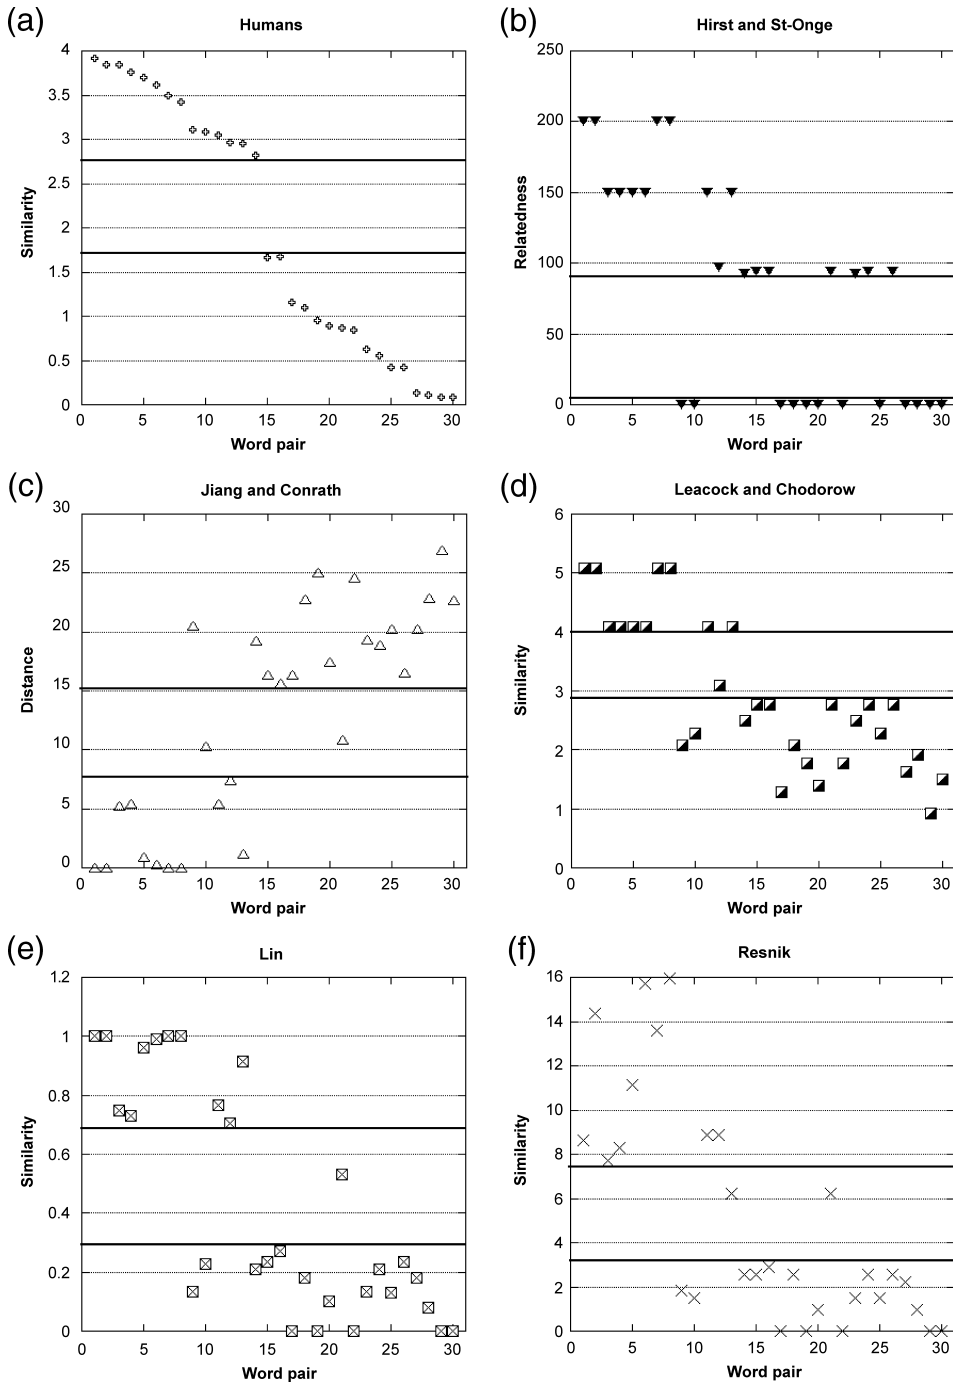 (a)
Humans
4
3.5
3
2.5
2
1.5
1
0.5
0
Similarity
0 5 10 15 20 25 30
Word pair
(b)
Hirst and St-Onge
250
200
150
100
50
0
Relatedness
0 5 10 15 20 25 30
Word pair
(c)
Jiang and Conrath
30
25
20
15
10
5
0
Distance
0 5 10 15 20 25 30
Word pair
(d)
Leacock and Chodorow
6
5
4
3
2
1
0
Similarity
0 5 10 15 20 25 30
Word pair
(e)
Lin
1.2
1
0.8
0.6
0.4
0.2
0
Similarity
0 5 10 15 20 25 30
Word pair
(f)
Resnik
16
14
12
10
8
6
4
2
0
Similarity
0 5 10 15 20 25 30
Word pair